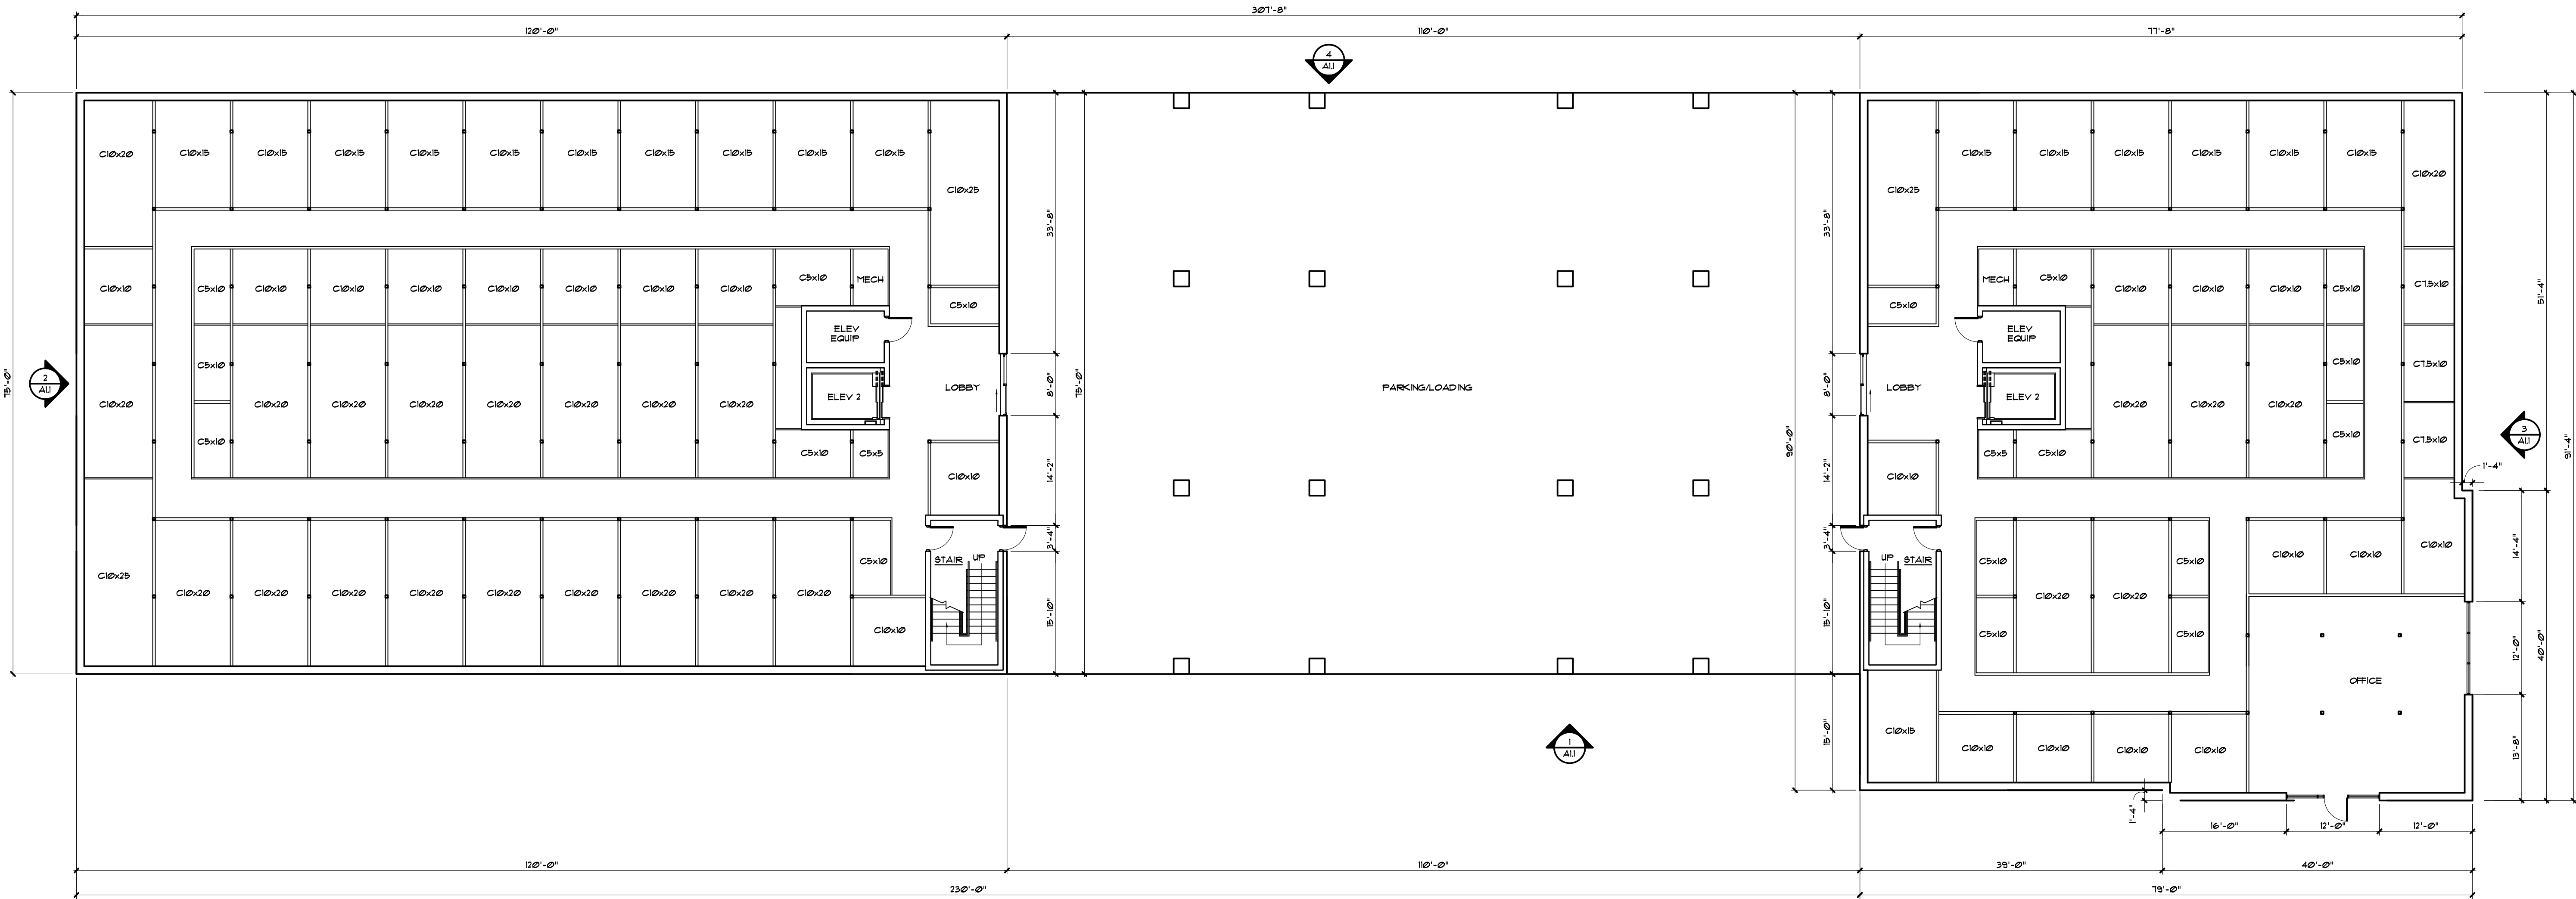 307'-8"
120'-0"
110'-0"
77'-8"
4
A1.1
C10x20
C10x15
C10x15
C10x15
C10x15
C10x15
C10x15
C10x15
C10x15
C10x15
C10x15
C10x25
C10x10
C5x10
C10x10
C10x10
C10x10
C10x10
C10x10
C10x10
C10x10
C5x10
MECH
C5x10
ELEV
EQUIP
C5x10
C10x20
C10x20
C10x20
C10x20
C10x20
C10x20
C10x20
C10x20
ELEV 2
LOBBY
C5x10
C5x10
C5x5
C10x10
C10x25
C10x20
C10x20
C10x20
C10x20
C10x20
C10x20
C10x20
C10x20
C10x20
C5x10
C10x10
STAIR
UP
75'-0"
2
A1.1
33'-8"
8'-0"
14'-2"
3'-4"
15'-10"
75'-0"
PARKING/LOADING
1
A1.1
90'-0"
33'-8"
8'-0"
14'-2"
3'-4"
15'-10"
15'-0"
C10x25
C10x15
C10x15
C10x15
C10x15
C10x15
C10x15
C10x20
MECH
C5x10
C10x10
C10x10
C10x10
C5x10
C7.5x10
C5x10
ELEV
EQUIP
C5x10
C7.5x10
LOBBY
ELEV 2
C10x20
C10x20
C10x20
C5x10
C7.5x10
C5x5
C5x10
C10x10
UP
STAIR
C5x10
C10x20
C10x20
C5x10
C5x10
C5x10
C10x10
C10x10
C10x10
OFFICE
C10x15
C10x10
C10x10
C10x10
C10x10
3
A1.1
1'-4"
51'-4"
14'-4"
12'-0"
13'-8"
40'-0"
91'-4"
1'-4"
16'-0"
12'-0"
12'-0"
120'-0"
110'-0"
39'-0"
40'-0"
230'-0"
79'-0"